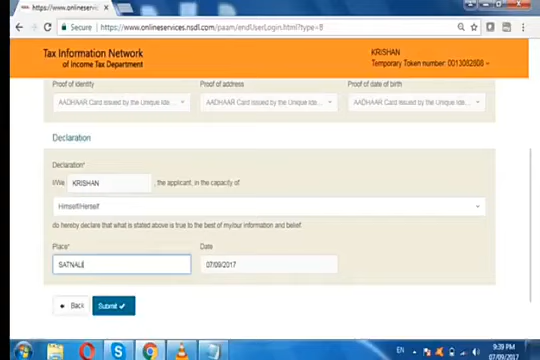 https://www.onlineservices.ns
Secure | https://www.onlineservices.nsdl.com/paam/endUserLogin.html?type=B
Tax Information Network
of Income Tax Department
KRISHAN
Temporary Token number: 0013082808
Proof of identity Proof of address Proof of date of birth
AADHAAR Card issued by the Unique Ide... AADHAAR Card issued by the Unique Ide... AADHAAR Card issued by the Unique Ide...
Declaration
Declaration*
I/We KRISHAN , the applicant, in the capacity of
Himself/Herself
do hereby declare that what is stated above is true to the best of my/our information and belief.
Place* Date
SATNALI 07/09/2017
Back Submit
EN 9:39 PM
07/09/2017